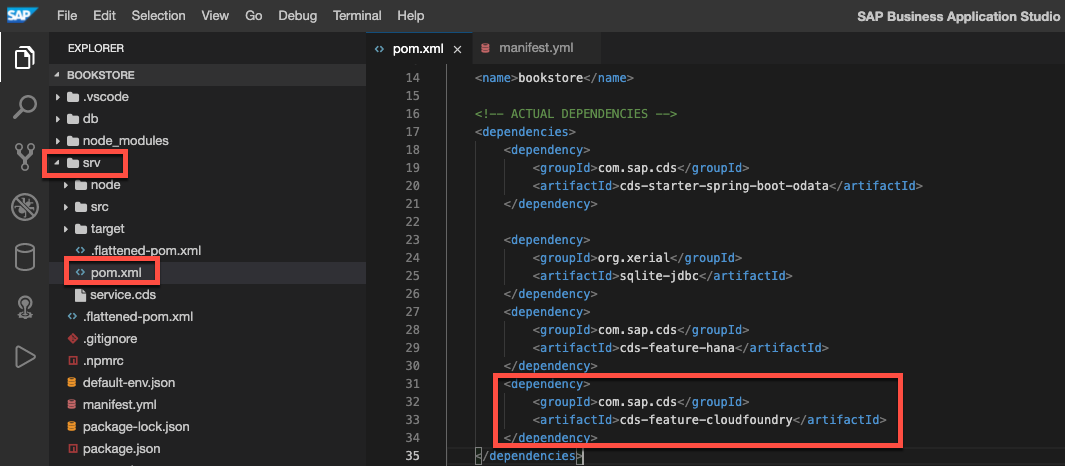 SAP File Edit Selection View Go Debug Terminal Help SAP Business Application Studio
EXPLORER
BOOKSTORE
.vscode
db
node_modules
srv
node
src
target
.flattened-pom.xml
pom.xml
service.cds
.flattened-pom.xml
.gitignore
.npmrc
default-env.json
manifest.yml
package-lock.json
package.json
<> pom.xml × manifest.yml
14 <name>bookstore</name>
15
16 <!-- ACTUAL DEPENDENCIES -->
17 <dependencies>
18 <dependency>
19 <groupId>com.sap.cds</groupId>
20 <artifactId>cds-starter-spring-boot-odata</artifactId>
21 </dependency>
22
23 <dependency>
24 <groupId>org.xerial</groupId>
25 <artifactId>sqlite-jdbc</artifactId>
26 </dependency>
27 <dependency>
28 <groupId>com.sap.cds</groupId>
29 <artifactId>cds-feature-hana</artifactId>
30 </dependency>
31 <dependency>
32 <groupId>com.sap.cds</groupId>
33 <artifactId>cds-feature-cloudfoundry</artifactId>
34 </dependency>
35 </dependencies>